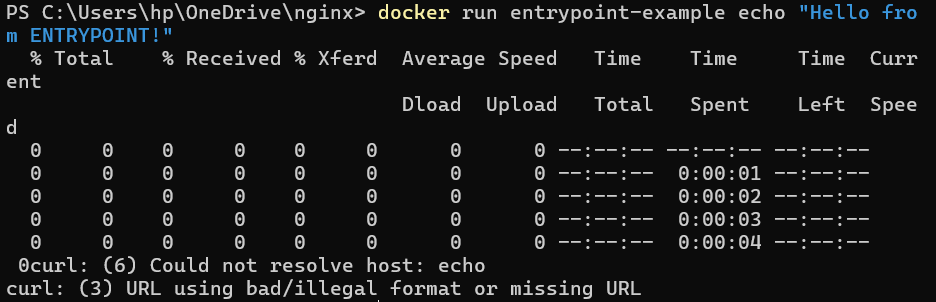 PS C:\Users\hp\OneDrive\nginx> docker run entrypoint-example echo "Hello fro
m ENTRYPOINT!"
  % Total    % Received % Xferd  Average Speed   Time    Time     Time  Curr
ent
                                 Dload  Upload   Total   Spent    Left  Spee
d
  0     0    0     0    0     0      0      0 --:--:-- --:--:-- --:--:--
  0     0    0     0    0     0      0      0 --:--:--  0:00:01 --:--:--
  0     0    0     0    0     0      0      0 --:--:--  0:00:02 --:--:--
  0     0    0     0    0     0      0      0 --:--:--  0:00:03 --:--:--
  0     0    0     0    0     0      0      0 --:--:--  0:00:04 --:--:--
 0curl: (6) Could not resolve host: echo
curl: (3) URL using bad/illegal format or missing URL